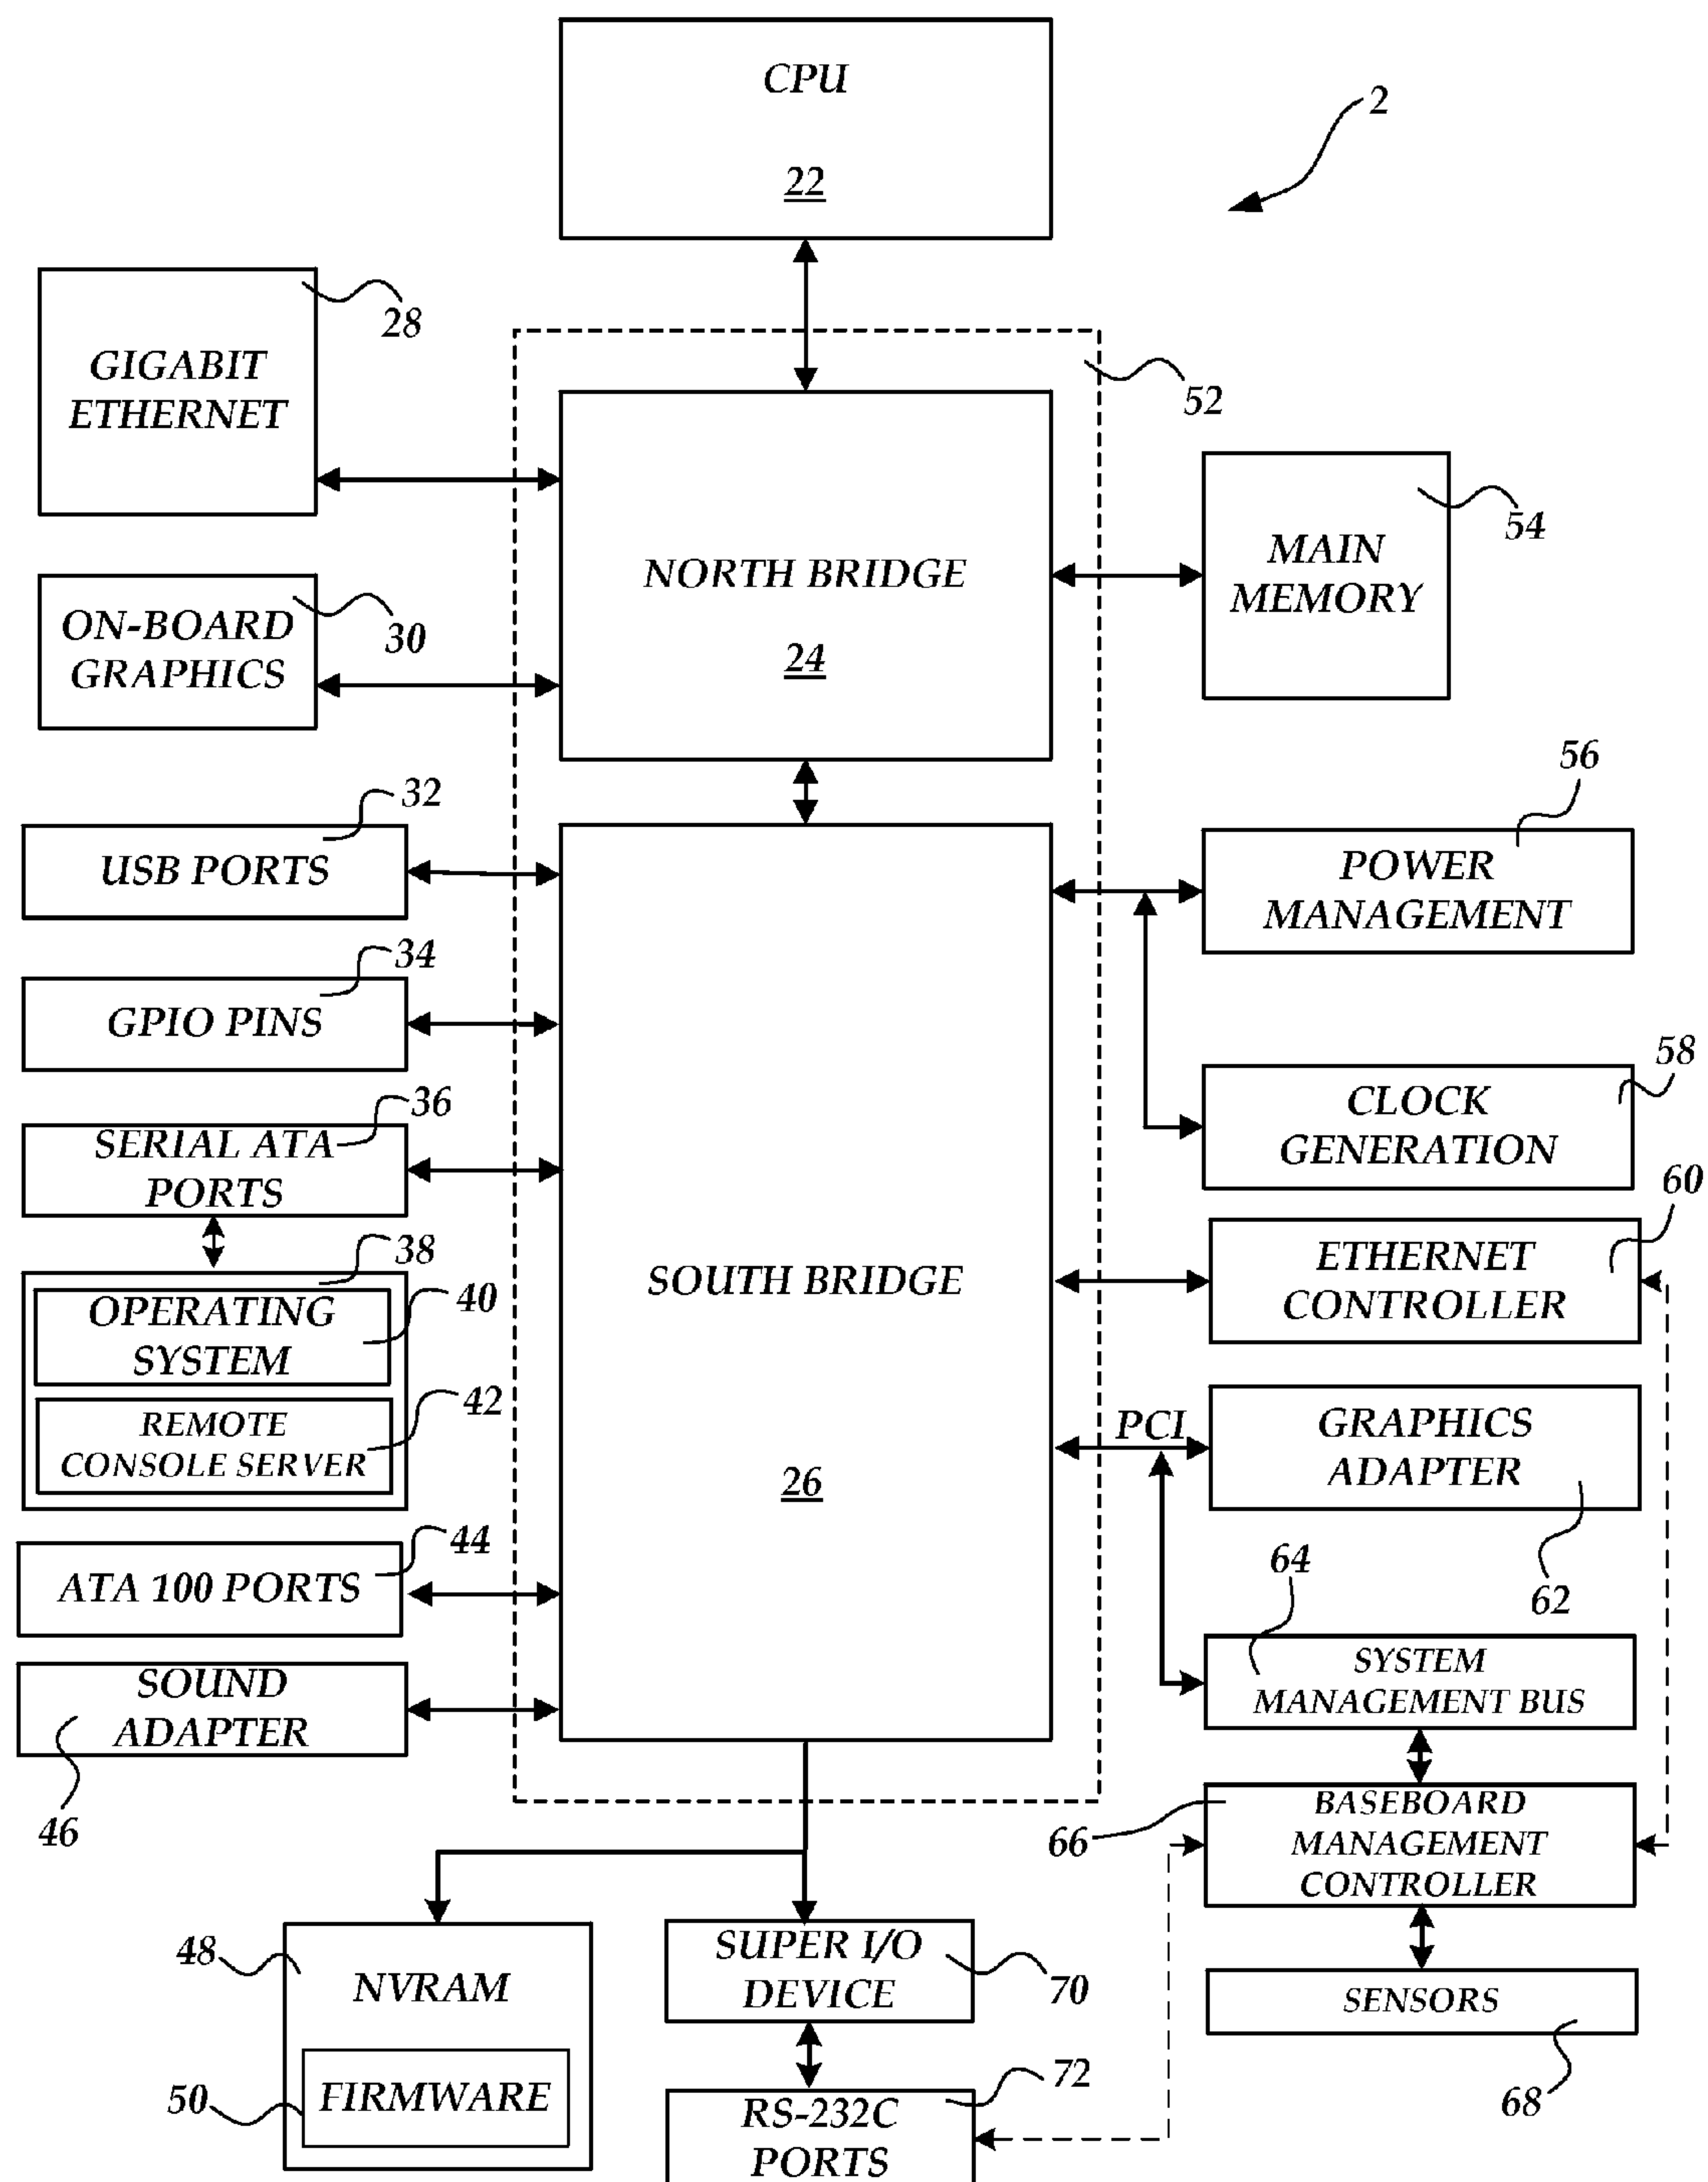 CPU
22
2
28
GIGABIT
ETHERNET
52
NORTH BRIDGE
24
54
MAIN
MEMORY
ON-BOARD
GRAPHICS
30
32
USB PORTS
56
POWER
MANAGEMENT
34
GPIO PINS
58
CLOCK
GENERATION
36
SERIAL ATA
PORTS
60
ETHERNET
CONTROLLER
38
OPERATING
SYSTEM
40
SOUTH BRIDGE
26
42
REMOTE
CONSOLE SERVER
PCI
GRAPHICS
ADAPTER
62
44
ATA 100 PORTS
64
SYSTEM
MANAGEMENT BUS
SOUND
ADAPTER
46
66
BASEBOARD
MANAGEMENT
CONTROLLER
48
NVRAM
50
FIRMWARE
SUPER I/O
DEVICE
70
SENSORS
68
72
RS-232C
PORTS